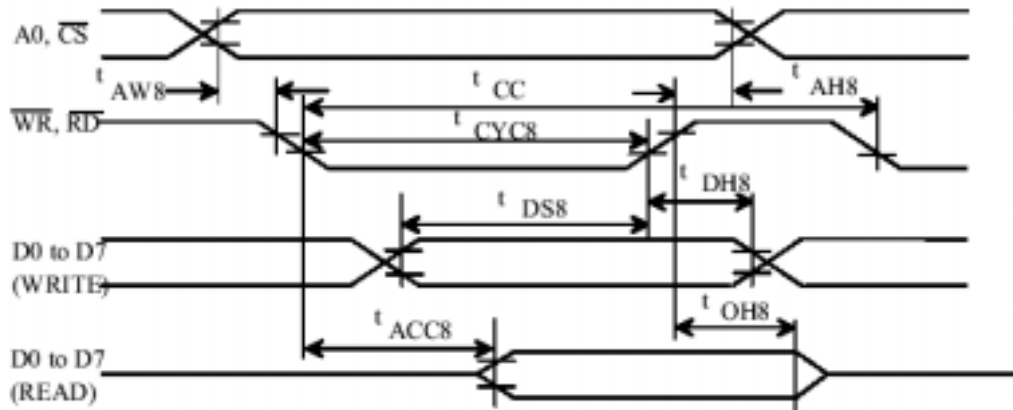 A0, CS
t AW8
t CC
t AH8
WR, RD
t CYC8
t DH8
t DS8
D0 to D7
(WRITE)
t OH8
t ACC8
D0 to D7
(READ)